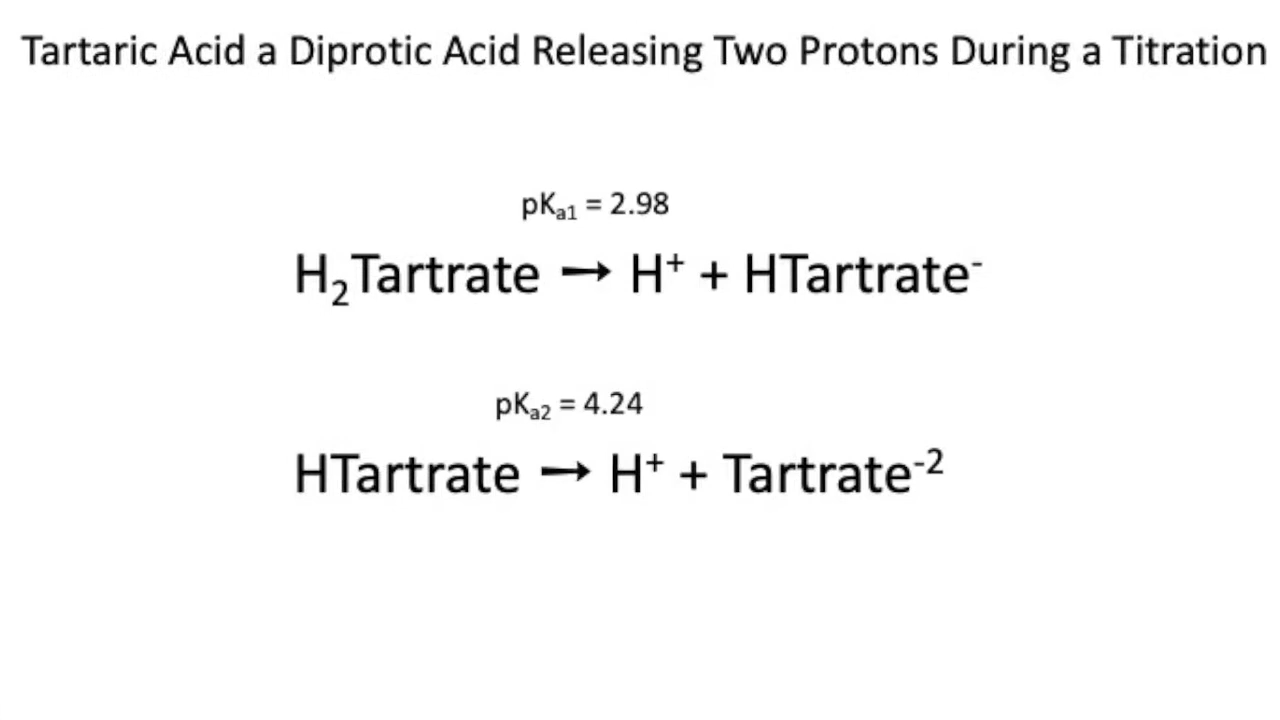 Tartaric Acid a Diprotic Acid Releasing Two Protons During a Titration
pKₐ₁ = 2.98
H₂Tartrate → H⁺ + HTartrate⁻
pKₐ₂ = 4.24
HTartrate → H⁺ + Tartrate⁻²